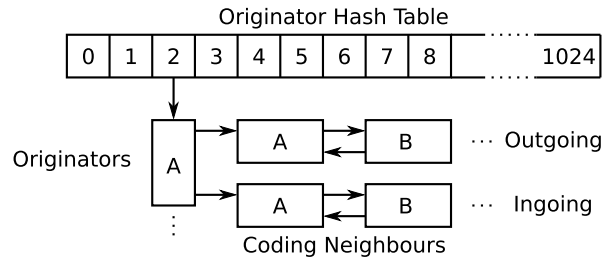 Originator Hash Table
0 1 2 3 4 5 6 7 8 ...... 1024
A B ... Outgoing
Originators A
A B ... Ingoing
Coding Neighbours